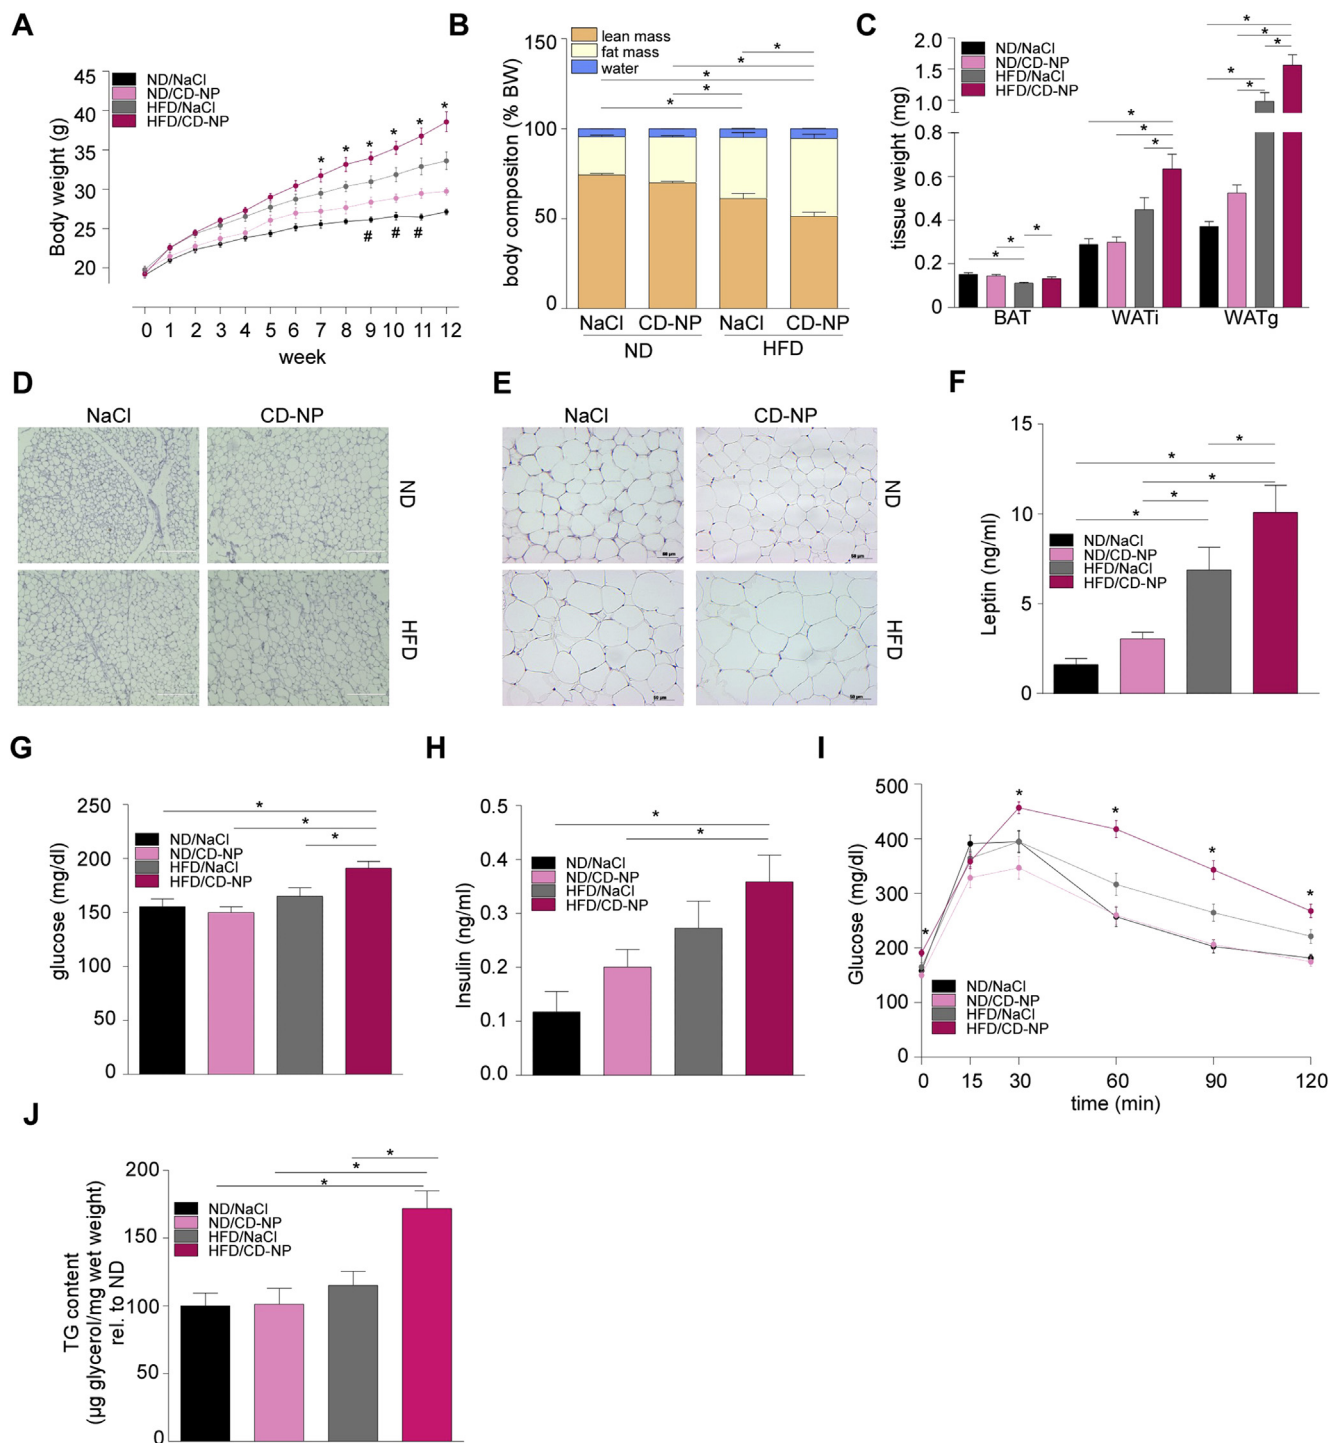 A
Body weight (g)
45
40
35
30
25
20
ND/NaCl
ND/CD-NP
HFD/NaCl
HFD/CD-NP
* * * * * *
# # #
0 1 2 3 4 5 6 7 8 9 10 11 12
week
B
body compositon (% BW)
150
100
50
0
lean mass
fat mass
water
*
*
*
*
*
NaCl CD-NP NaCl CD-NP
ND HFD
C
tissue weight (mg)
2.0
1.5
1.0
0.8
0.6
0.4
0.2
0
ND/NaCl
ND/CD-NP
HFD/NaCl
HFD/CD-NP
* * *
* * *
* * * * *
BAT WATi WATg
D
NaCl CD-NP
ND
HFD
E
NaCl CD-NP
ND
HFD
50 µm
50 µm
50 µm
50 µm
F
Leptin (ng/ml)
15
10
5
0
ND/NaCl
ND/CD-NP
HFD/NaCl
HFD/CD-NP
*
*
*
*
*
G
glucose (mg/dl)
250
200
150
100
50
0
ND/NaCl
ND/CD-NP
HFD/NaCl
HFD/CD-NP
*
*
*
H
Insulin (ng/ml)
0.5
0.4
0.3
0.2
0.1
0.0
ND/NaCl
ND/CD-NP
HFD/NaCl
HFD/CD-NP
*
*
I
Glucose (mg/dl)
500
400
300
200
100
0
ND/NaCl
ND/CD-NP
HFD/NaCl
HFD/CD-NP
* * * * *
0 15 30 60 90 120
time (min)
J
TG content
(µg glycerol/mg wet weight)
rel. to ND
200
150
100
50
0
ND/NaCl
ND/CD-NP
HFD/NaCl
HFD/CD-NP
*
*
*